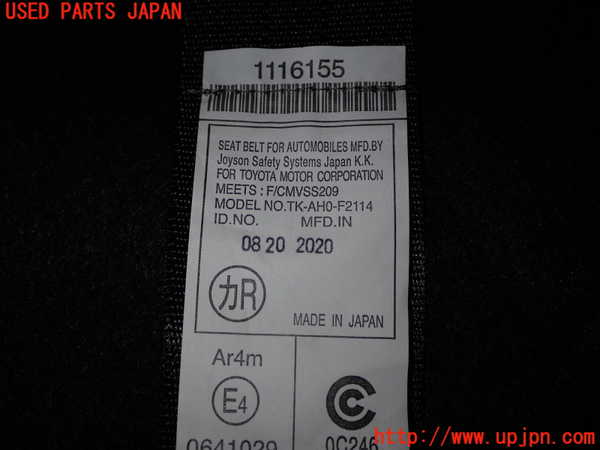 USED PARTS JAPAN
1116155
SEAT BELT FOR AUTOMOBILES MFD.BY
Joyson Safety Systems Japan K.K.
FOR TOYOTA MOTOR CORPORATION
MEETS : F/CMVSS209
MODEL NO.TK-AH0-F2114
ID.NO. MFD.IN
08 20 2020
カR
MADE IN JAPAN
Ar4m
E4
C
0641029
0C246
http://www.upjpn.com